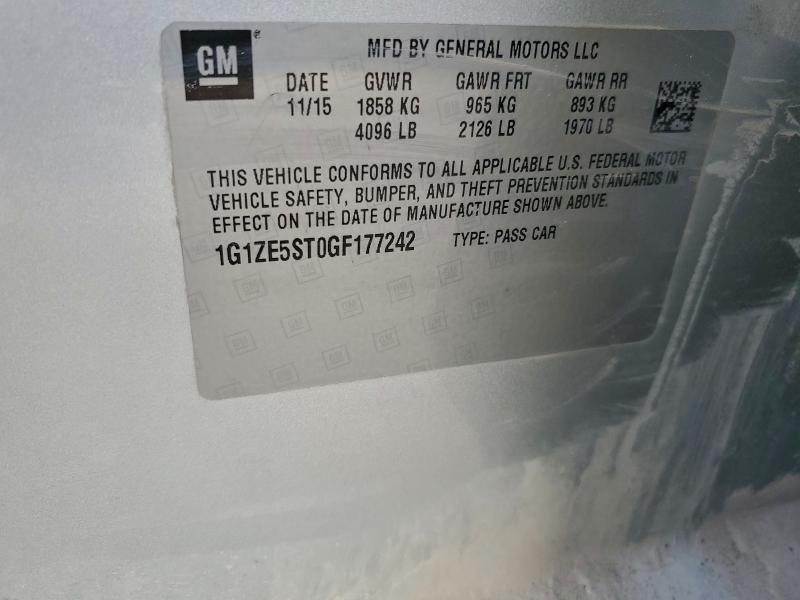 GM
MFD BY GENERAL MOTORS LLC
DATE GVWR GAWR FRT GAWR RR
11/15 1858 KG 965 KG 893 KG
4096 LB 2126 LB 1970 LB
THIS VEHICLE CONFORMS TO ALL APPLICABLE U.S. FEDERAL MOTOR
VEHICLE SAFETY, BUMPER, AND THEFT PREVENTION STANDARDS IN
EFFECT ON THE DATE OF MANUFACTURE SHOWN ABOVE.
1G1ZE5ST0GF177242 TYPE: PASS CAR